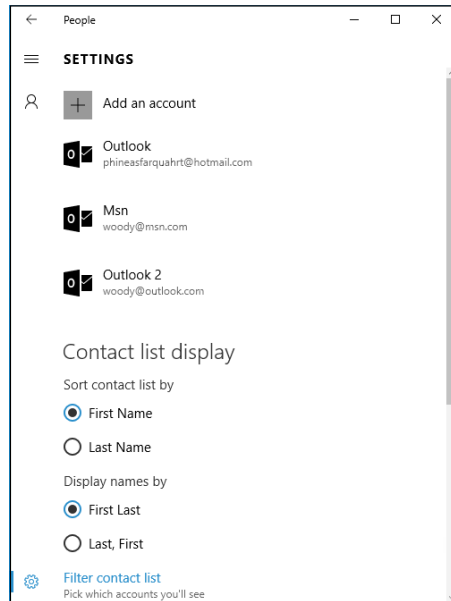 People
SETTINGS
Add an account
Outlook
phineasfarquahrt@hotmail.com
Msn
woody@msn.com
Outlook 2
woody@outlook.com
Contact list display
Sort contact list by
First Name
Last Name
Display names by
First Last
Last, First
Filter contact list
Pick which accounts you'll see